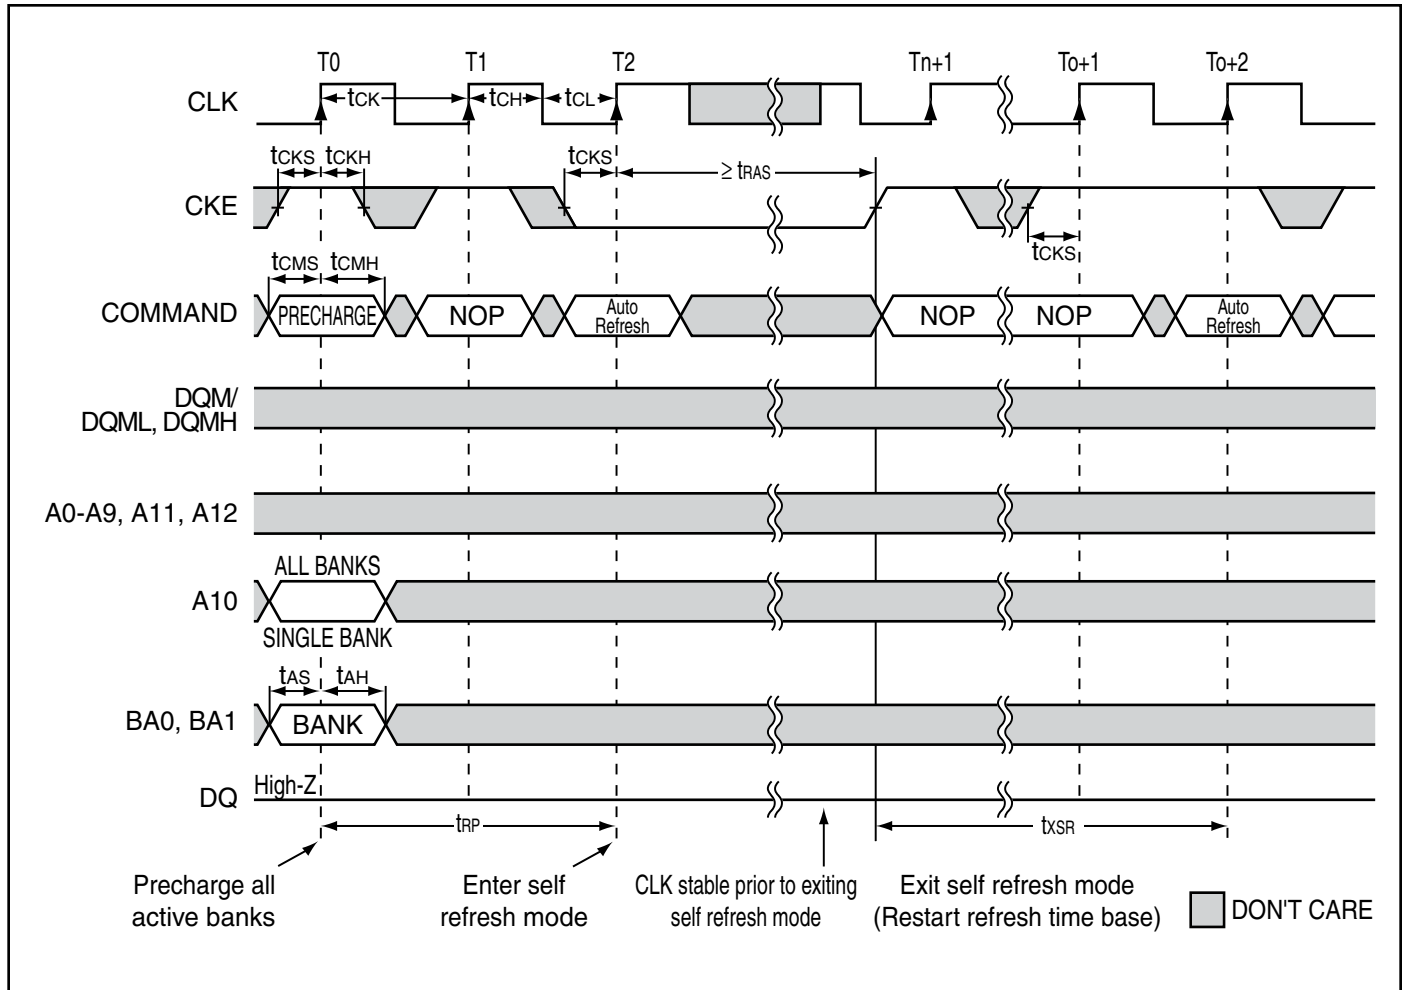 T0 T1 T2 Tn+1 To+1 To+2
CLK tCK tCH tCL
tCKS tCKH tCKS ≥ tRAS
CKE
tCKS
tCMS tCMH
COMMAND PRECHARGE NOP Auto Refresh NOP NOP Auto Refresh
DQM/
DQML, DQMH
A0-A9, A11, A12
ALL BANKS
A10
SINGLE BANK
tAS tAH
BA0, BA1 BANK
DQ High-Z
tRP tXSR
Precharge all
active banks
Enter self
refresh mode
CLK stable prior to exiting
self refresh mode
Exit self refresh mode
(Restart refresh time base)
DON'T CARE